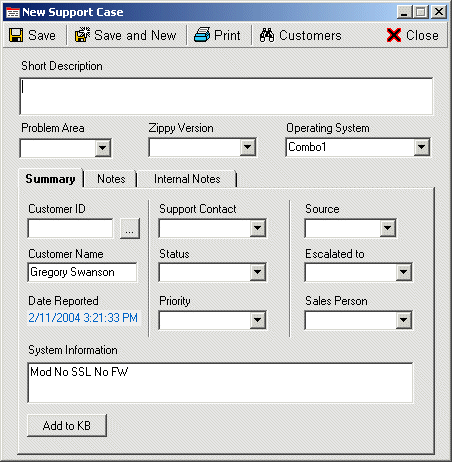 New Support Case
Save Save and New Print Customers Close
Short Description
Problem Area Zippy Version Operating System
Combo1
Summary Notes Internal Notes
Customer ID Support Contact Source
...
Customer Name Status Escalated to
Gregory Swanson
Date Reported Priority Sales Person
2/11/2004 3:21:33 PM
System Information
Mod No SSL No FW
Add to KB